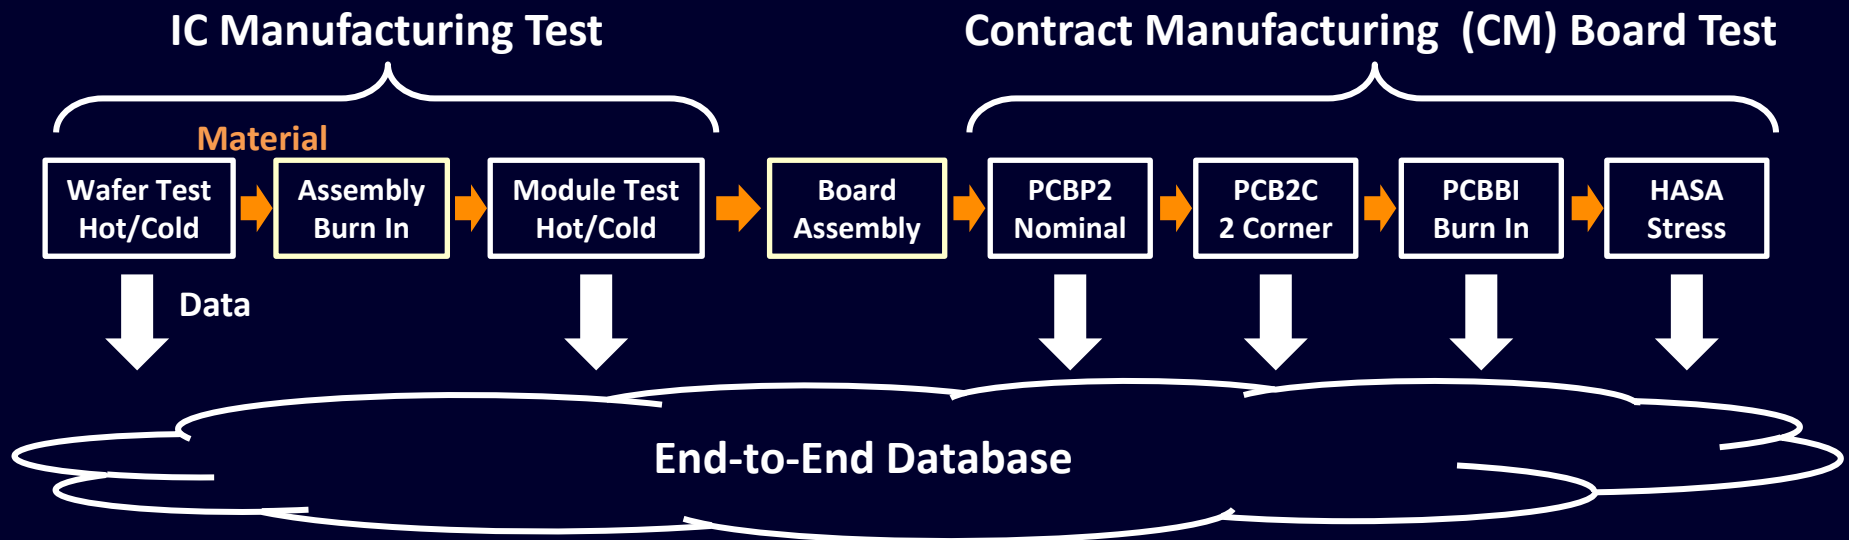 IC Manufacturing Test
Contract Manufacturing  (CM) Board Test
Material
Wafer Test
Hot/Cold
Assembly
Burn In
Module Test
Hot/Cold
Board
Assembly
PCBP2
Nominal
PCB2C
2 Corner
PCBBI
Burn In
HASA
Stress
Data
End-to-End Database